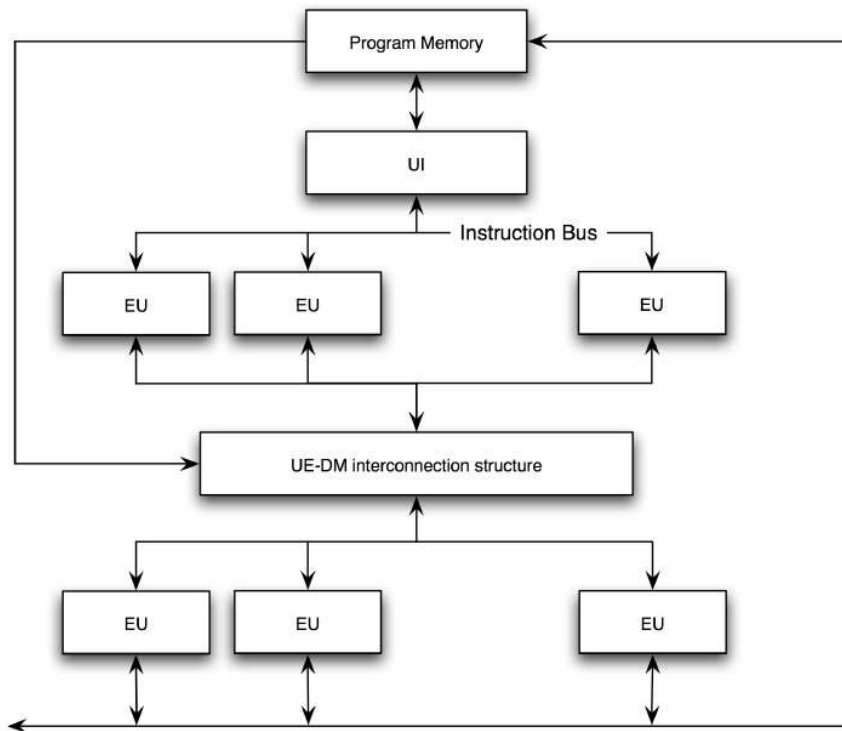 Program Memory
UI
Instruction Bus
EU
EU
EU
UE-DM interconnection structure
EU
EU
EU